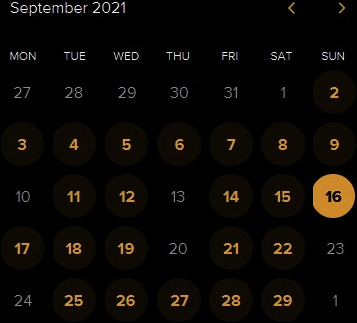 September 2021
MON TUE WED THU FRI SAT SUN
27 28 29 30 31 1 2
3 4 5 6 7 8 9
10 11 12 13 14 15 16
17 18 19 20 21 22 23
24 25 26 27 28 29 1